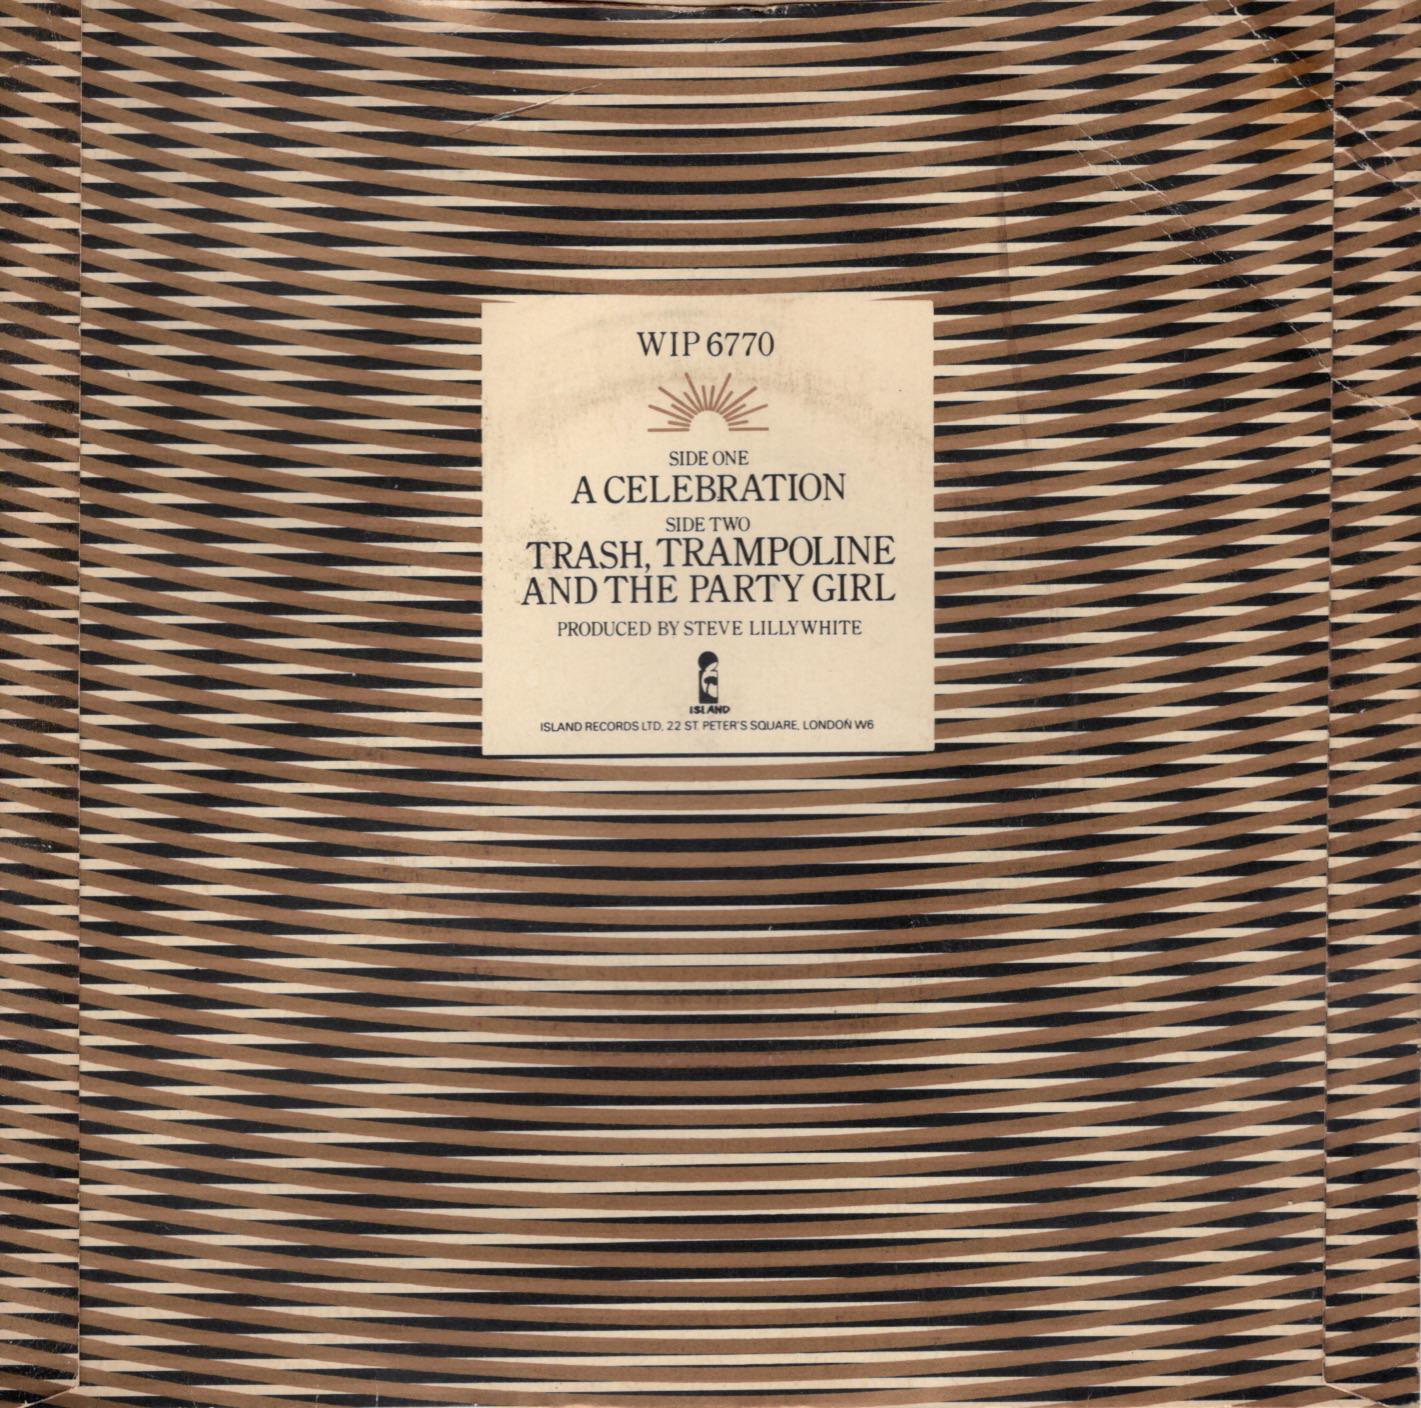 WIP 6770
SIDE ONE
A CELEBRATION
SIDE TWO
TRASH, TRAMPOLINE
AND THE PARTY GIRL
PRODUCED BY STEVE LILLYWHITE
ISLAND
ISLAND RECORDS LTD, 22 ST. PETER'S SQUARE, LONDON W6